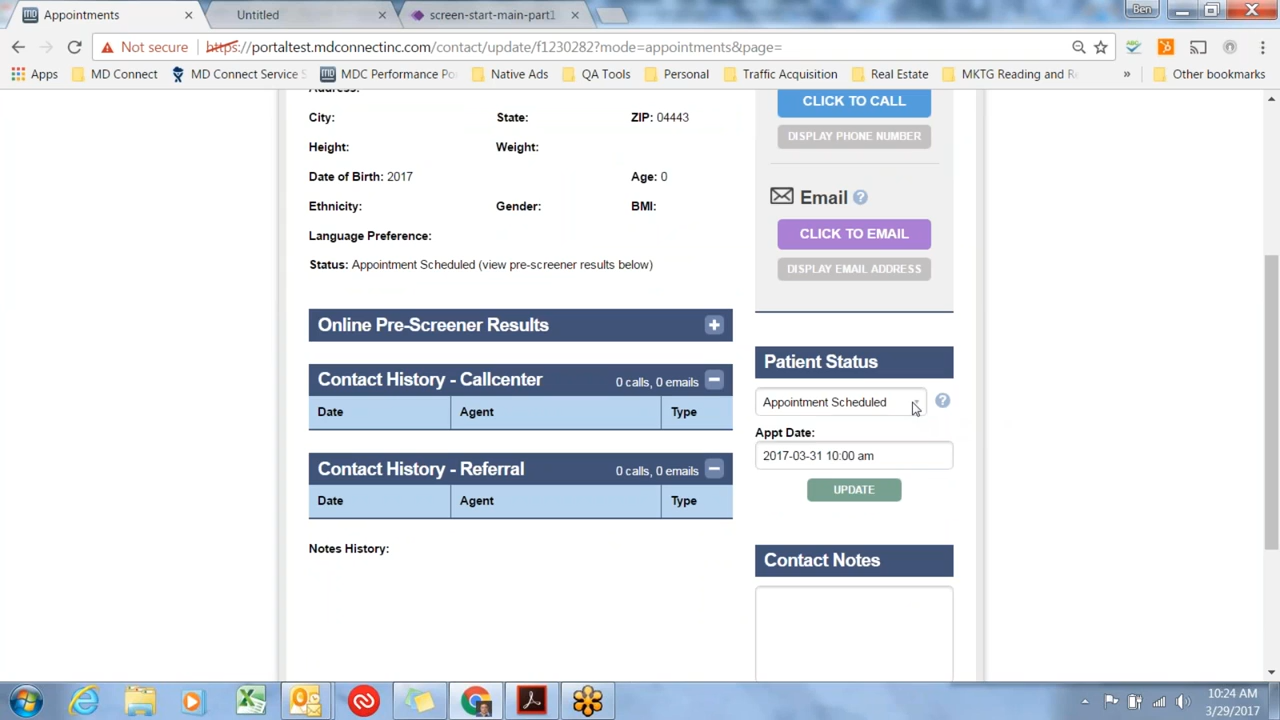 Appointments
Untitled
screen-start-main-part1
Ben
Not secure
https://portaltest.mdconnectinc.com/contact/update/f1230282?mode=appointments&page=
Apps
MD Connect
MD Connect Service
MDC Performance Po
Native Ads
QA Tools
Personal
Traffic Acquisition
Real Estate
MKTG Reading and Re
»
Other bookmarks
Address:
City:
State:
ZIP: 04443
Height:
Weight:
Date of Birth: 2017
Age: 0
Ethnicity:
Gender:
BMI:
Language Preference:
Status: Appointment Scheduled (view pre-screener results below)
CLICK TO CALL
DISPLAY PHONE NUMBER
Email ?
CLICK TO EMAIL
DISPLAY EMAIL ADDRESS
Online Pre-Screener Results
Contact History - Callcenter 0 calls, 0 emails
Date Agent Type
Contact History - Referral 0 calls, 0 emails
Date Agent Type
Notes History:
Patient Status
Appointment Scheduled ?
Appt Date:
2017-03-31 10:00 am
UPDATE
Contact Notes
10:24 AM
3/29/2017